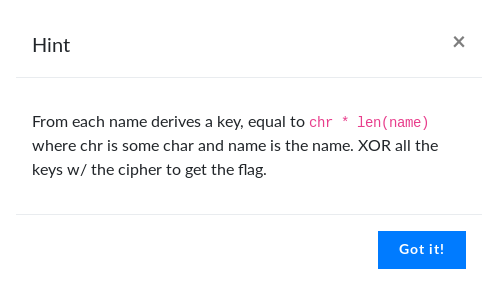 Hint
×
From each name derives a key, equal to chr * len(name)
where chr is some char and name is the name. XOR all the
keys w/ the cipher to get the flag.
Got it!